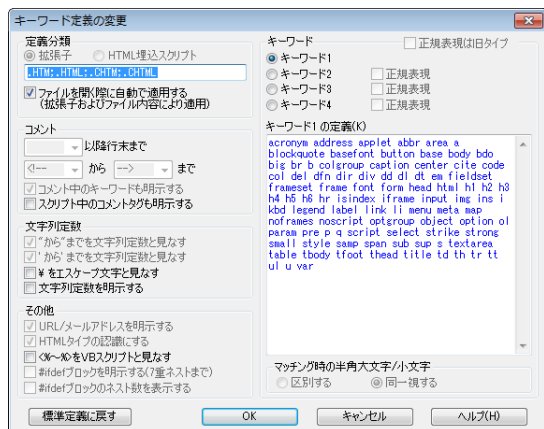 キーワード定義の変更
定義分類
拡張子 HTML埋込スクリプト
.HTM;.HTML;.CHTM;.CHTML
ファイルを開く際に自動で適用する
(拡張子およびファイル内容により適用)
コメント
以降行末まで
<!-- から --> まで
コメント中のキーワードも明示する
スクリプト中のコメントタグも明示する
文字列定数
"から"までを文字列定数と見なす
'から'までを文字列定数と見なす
¥をエスケープ文字と見なす
文字列定数を明示する
その他
URL/メールアドレスを明示する
HTMLタイプの認識にする
<%~%>をVBスクリプトと見なす
#ifdefブロックを明示する(7重ネストまで)
#ifdefブロックのネスト数を表示する
キーワード 正規表現は旧タイプ
キーワード1
キーワード2 正規表現
キーワード3 正規表現
キーワード4 正規表現
キーワード1 の定義(K)
acronym address applet abbr area a
blockquote basefont button base body bdo
big br b colgroup caption center cite code
col del dfn dir div dd dl dt em fieldset
frameset frame font form head html h1 h2 h3
h4 h5 h6 hr isindex iframe input img ins i
kbd legend label link li menu meta map
noframes noscript optgroup object option ol
param pre p q script select strike strong
small style samp span sub sup s textarea
table tbody tfoot thead title td th tr tt
ul u var
マッチング時の半角大文字/小文字
区別する 同一視する
標準定義に戻す OK キャンセル ヘルプ(H)